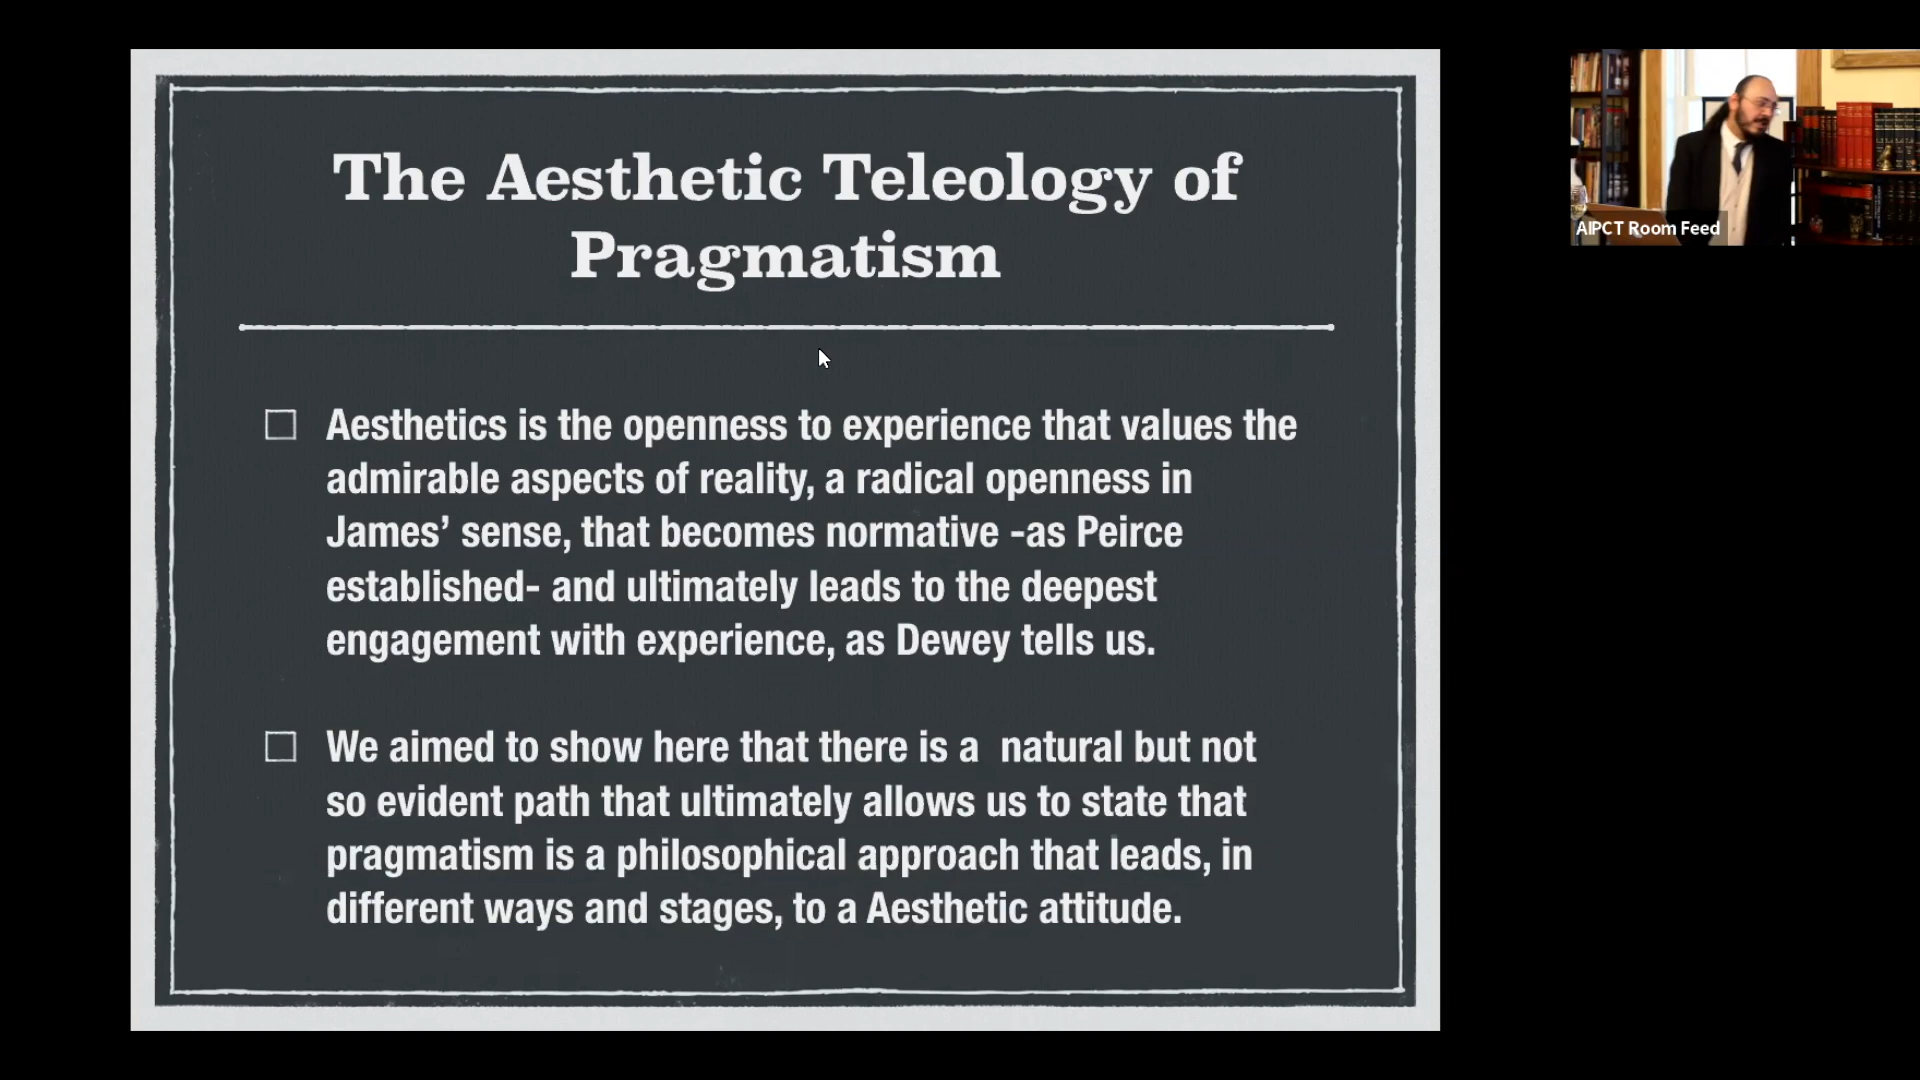 The Aesthetic Teleology of
Pragmatism
Aesthetics is the openness to experience that values the
admirable aspects of reality, a radical openness in
James’ sense, that becomes normative -as Peirce
established- and ultimately leads to the deepest
engagement with experience, as Dewey tells us.
We aimed to show here that there is a  natural but not
so evident path that ultimately allows us to state that
pragmatism is a philosophical approach that leads, in
different ways and stages, to a Aesthetic attitude.
AIPCT Room Feed